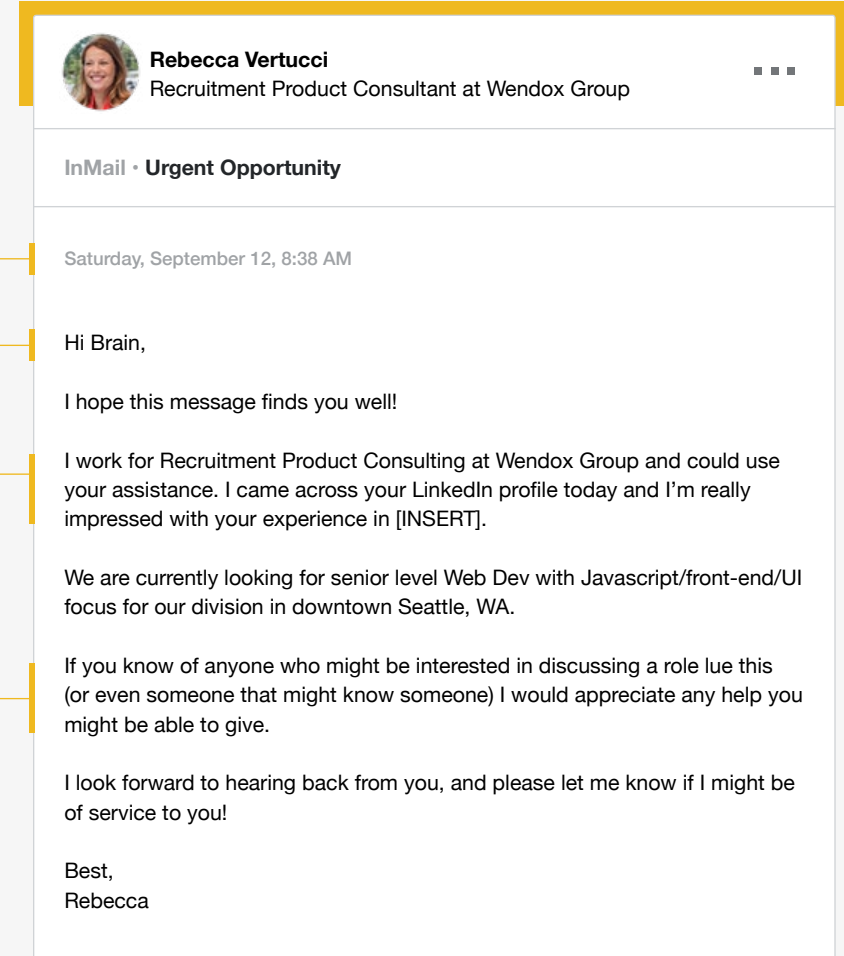 Rebecca Vertucci
Recruitment Product Consultant at Wendox Group
InMail • Urgent Opportunity
Saturday, September 12, 8:38 AM
Hi Brain,
I hope this message finds you well!
I work for Recruitment Product Consulting at Wendox Group and could use
your assistance. I came across your LinkedIn profile today and I’m really
impressed with your experience in [INSERT].
We are currently looking for senior level Web Dev with Javascript/front-end/UI
focus for our division in downtown Seattle, WA.
If you know of anyone who might be interested in discussing a role lue this
(or even someone that might know someone) I would appreciate any help you
might be able to give.
I look forward to hearing back from you, and please let me know if I might be
of service to you!
Best,
Rebecca